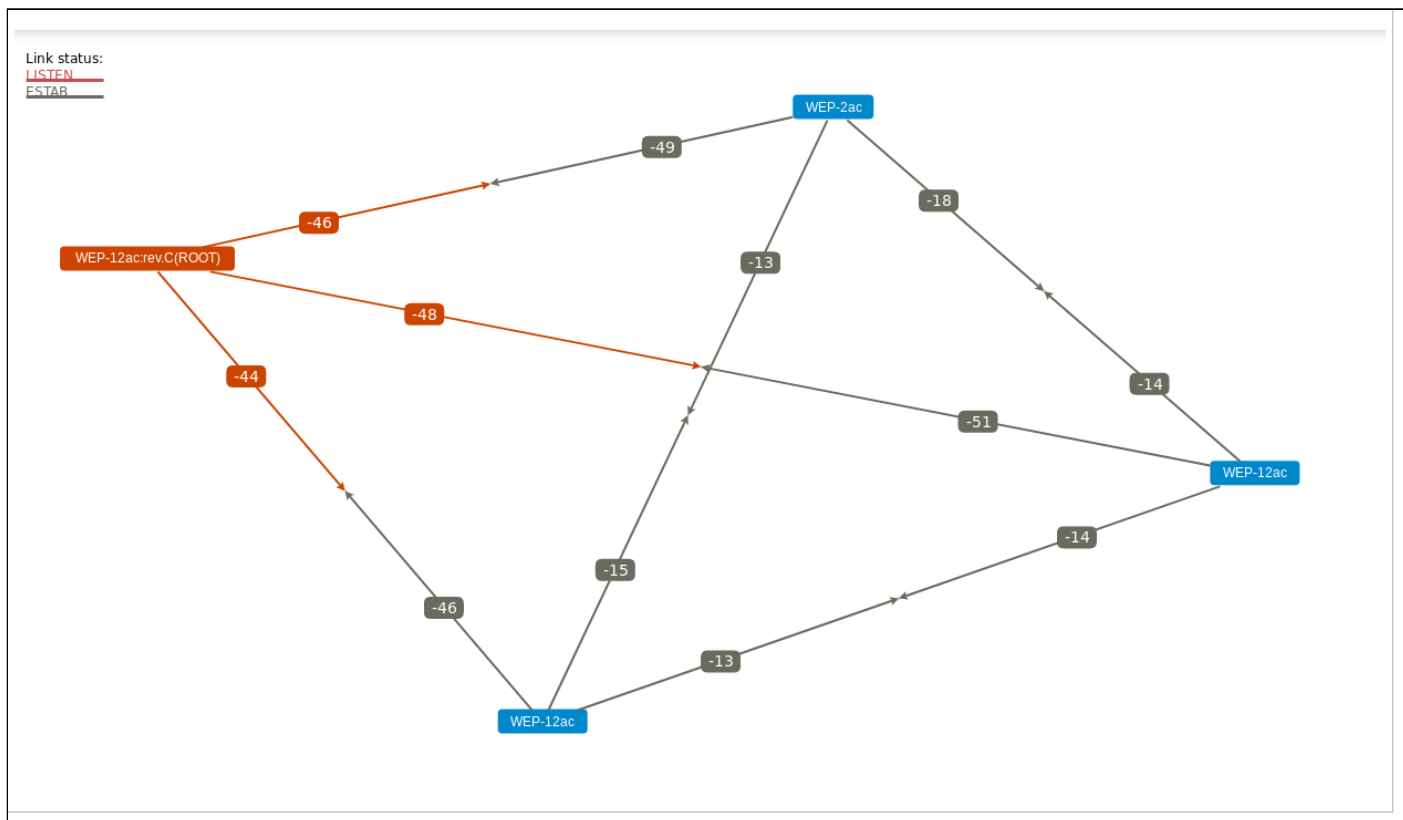 Link status:
LISTEN
ESTAB
WEP-2ac
-49
-18
-46
WEP-12ac:rev.C(ROOT)
-13
-48
-44
-14
-51
WEP-12ac
-14
-15
-46
-13
WEP-12ac